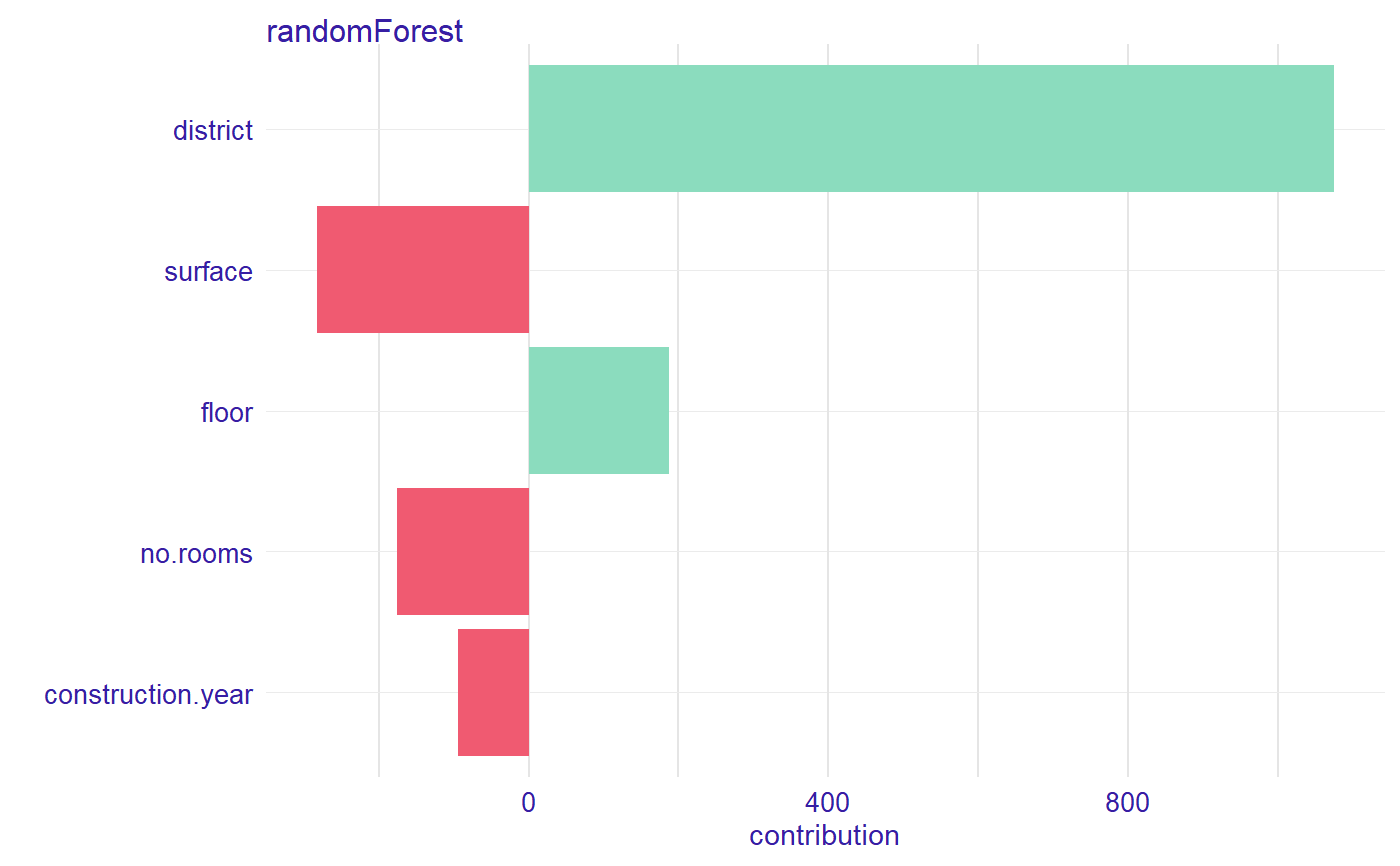 randomForest
district
surface
floor
no.rooms
construction.year
0 400 800
contribution